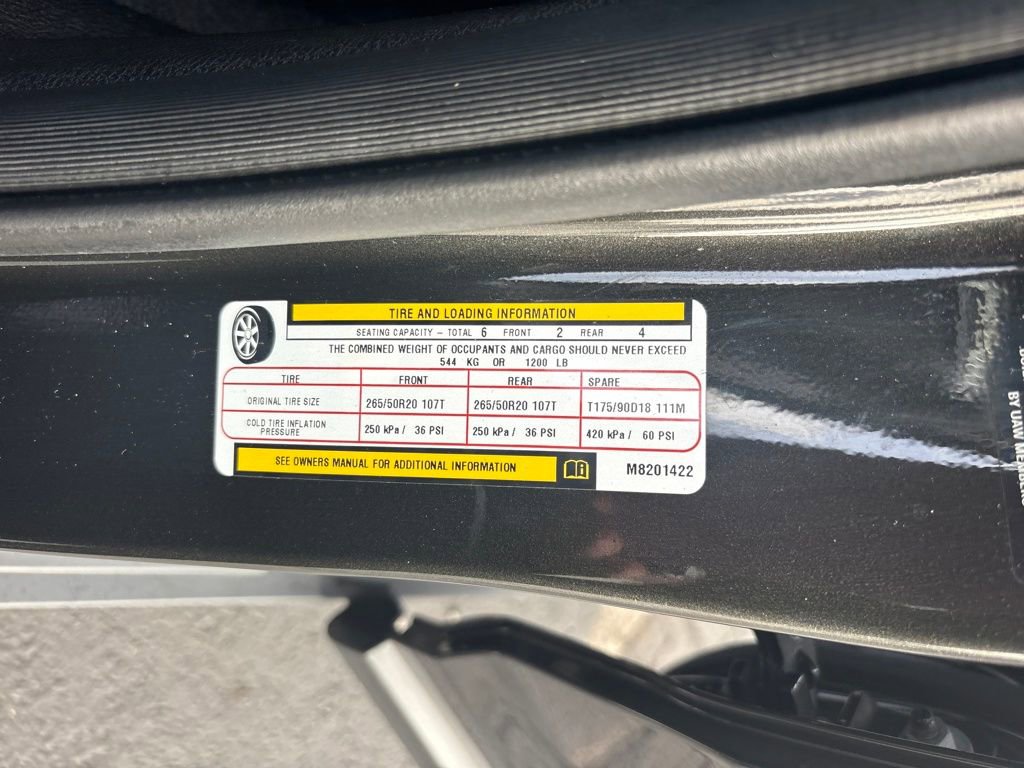 TIRE AND LOADING INFORMATION
SEATING CAPACITY – TOTAL 6 FRONT 2 REAR 4
THE COMBINED WEIGHT OF OCCUPANTS AND CARGO SHOULD NEVER EXCEED
544 KG OR 1200 LB
TIRE FRONT REAR SPARE
ORIGINAL TIRE SIZE 265/50R20 107T 265/50R20 107T T175/90D18 111M
COLD TIRE INFLATION PRESSURE 250 kPa / 36 PSI 250 kPa / 36 PSI 420 kPa / 60 PSI
SEE OWNERS MANUAL FOR ADDITIONAL INFORMATION
M8201422
BY UAW MEMBERS